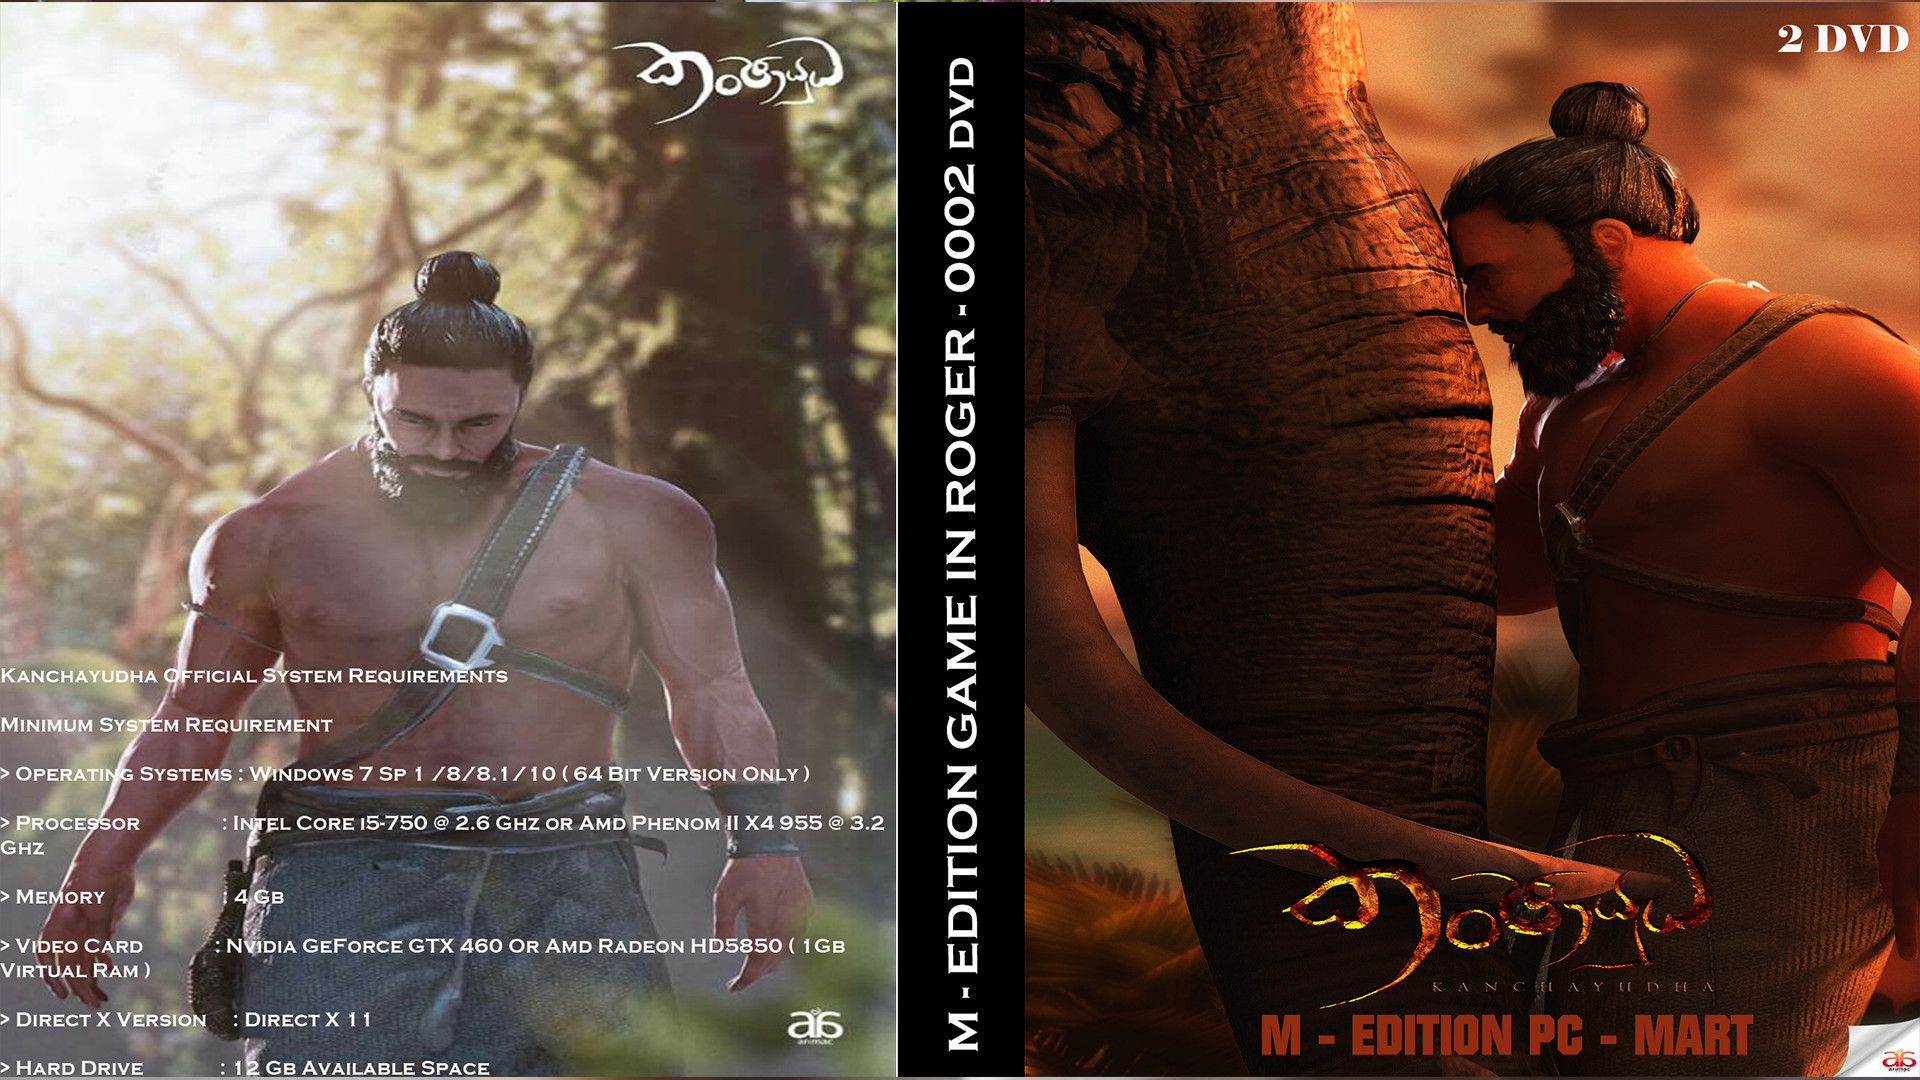 කාංෂායුධ
Kanchayudha Official System Requirements
Minimum System Requirement
> Operating Systems : Windows 7 Sp 1 /8/8.1/10 ( 64 Bit Version Only )
> Processor : Intel Core i5-750 @ 2.6 Ghz or Amd Phenom II X4 955 @ 3.2
Ghz
> Memory : 4 Gb
> Video Card : Nvidia GeForce GTX 460 Or Amd Radeon HD5850 ( 1Gb
Virtual Ram )
> Direct X Version : Direct X 11
> Hard Drive : 12 Gb Available Space
arimac
M - EDITION GAME IN ROGER - 0002 DVD
2 DVD
කාංෂායුධ
KANCHAYUDHA
M - EDITION PC - MART
arimac